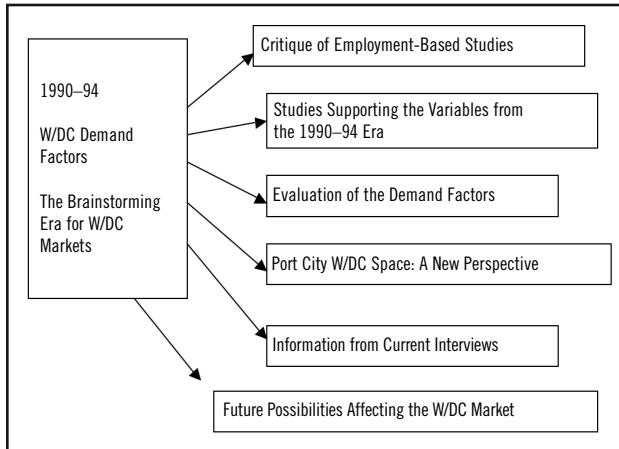 1990–94
W/DC Demand
Factors
The Brainstorming
Era for W/DC
Markets
Critique of Employment-Based Studies
Studies Supporting the Variables from
the 1990–94 Era
Evaluation of the Demand Factors
Port City W/DC Space: A New Perspective
Information from Current Interviews
Future Possibilities Affecting the W/DC Market